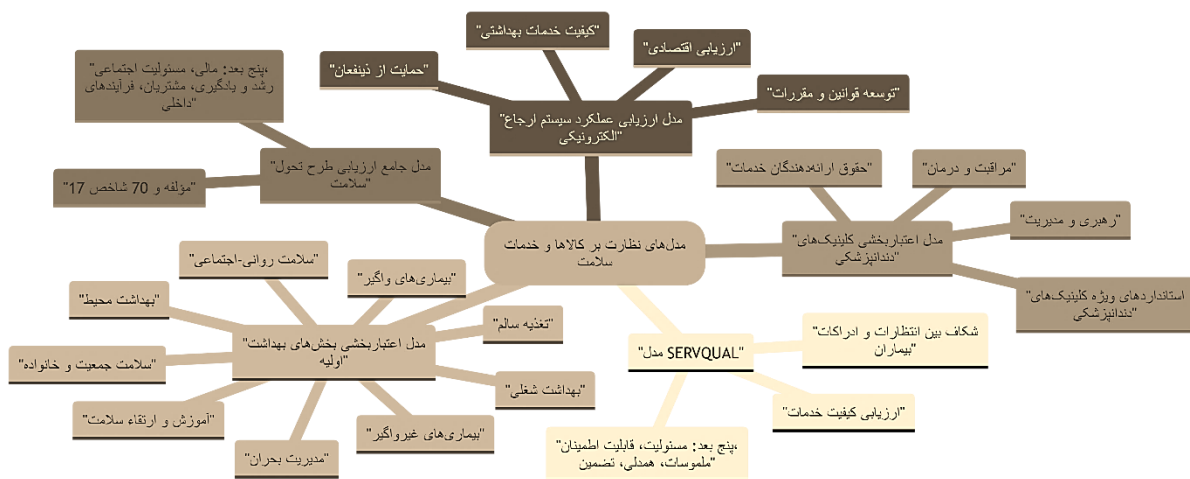 "کیفیت خدمات بهداشتی"
"ارزیابی اقتصادی"
"حمایت از ذینفعان"
"توسعه قوانین و مقررات"
مدل ارزیابی عملکرد سیستم ارجاع"
"الکترونیکی
"پنج بعد: مالی، مسئولیت اجتماعی،
رشد و یادگیری، مشتریان، فرآیندهای
داخلی"
مدل جامع ارزیابی طرح تحول"
"سلامت
"17 مؤلفه و 70 شاخص"
"حقوق ارائه‌دهندگان خدمات"
"مراقبت و درمان"
"رهبری و مدیریت"
مدل اعتباربخشی کلینیک‌های"
"دندانپزشکی
استانداردهای ویژه کلینیک‌های"
"دندانپزشکی
مدل‌های نظارت بر کالاها و خدمات
سلامت
"سلامت روانی-اجتماعی"
"بیماری‌های واگیر"
"بهداشت محیط"
"تغذیه سالم"
مدل اعتباربخشی بخش‌های بهداشت"
"اولیه
"سلامت جمعیت و خانواده"
"بهداشت شغلی"
"آموزش و ارتقاء سلامت"
"بیماری‌های غیرواگیر"
"مدیریت بحران"
"مدل SERVQUAL"
شکاف بین انتظارات و ادراکات
"بیماران"
"ارزیابی کیفیت خدمات"
"پنج بعد: مسئولیت، قابلیت اطمینان،
ملموسات، همدلی، تضمین"